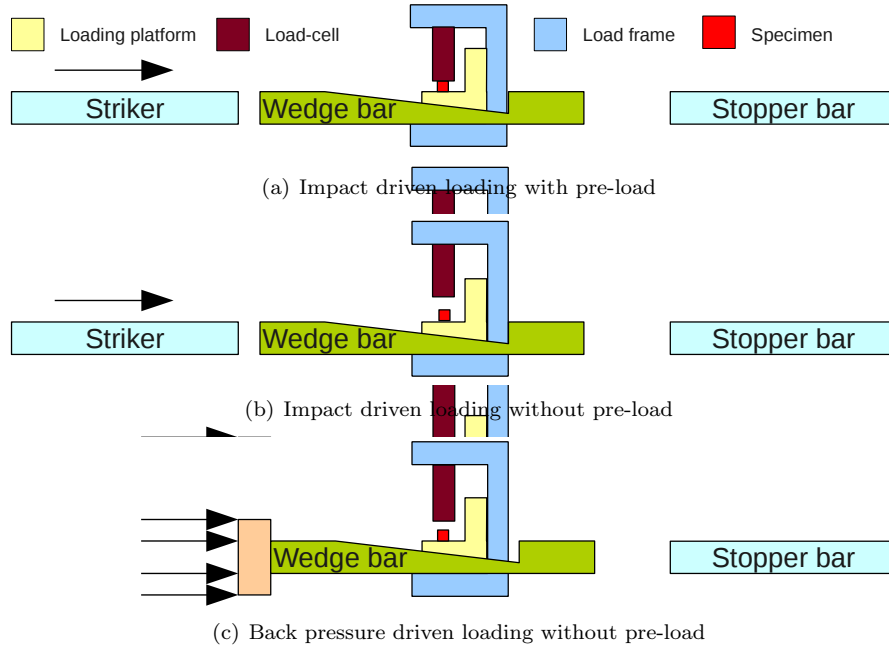 Loading platform Load-cell Load frame Specimen
Striker Wedge bar Stopper bar
(a) Impact driven loading with pre-load
Striker Wedge bar Stopper bar
(b) Impact driven loading without pre-load
Wedge bar Stopper bar
(c) Back pressure driven loading without pre-load